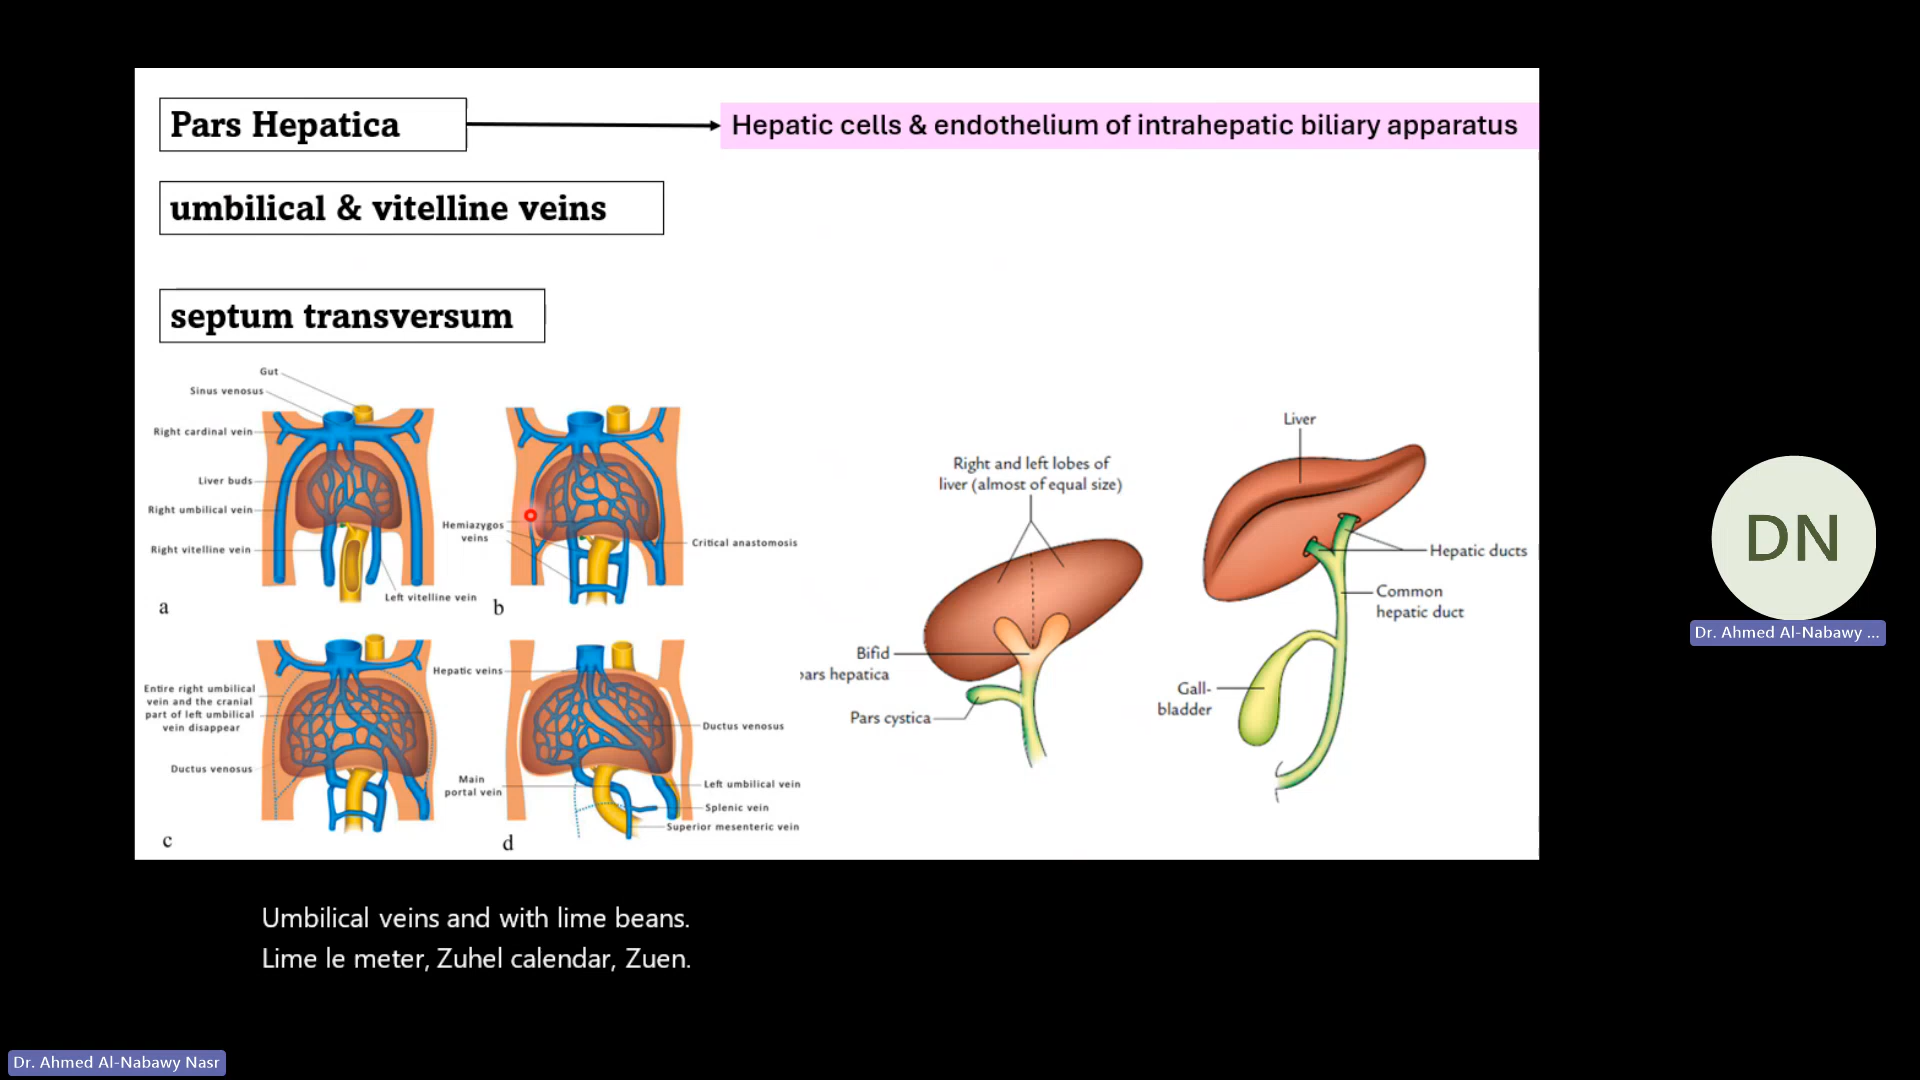 Pars Hepatica
Hepatic cells & endothelium of intrahepatic biliary apparatus
umbilical & vitelline veins
septum transversum
Gut
Sinus venosus
Right cardinal vein
Liver buds
Right umbilical vein
Right vitelline vein
Left vitelline vein
a
Hemiazygos
veins
Critical anastomosis
b
Entire right umbilical
vein and the cranial
part of left umbilical
vein disappear
Ductus venosus
c
Hepatic veins
Ductus venosus
Main
portal vein
Left umbilical vein
Splenic vein
Superior mesenteric vein
d
Right and left lobes of
liver (almost of equal size)
Bifid
pars hepatica
Pars cystica
Liver
Hepatic ducts
Common
hepatic duct
Gall-
bladder
DN
Dr. Ahmed Al-Nabawy ...
Umbilical veins and with lime beans.
Lime le meter, Zuhel calendar, Zuen.
Dr. Ahmed Al-Nabawy Nasr